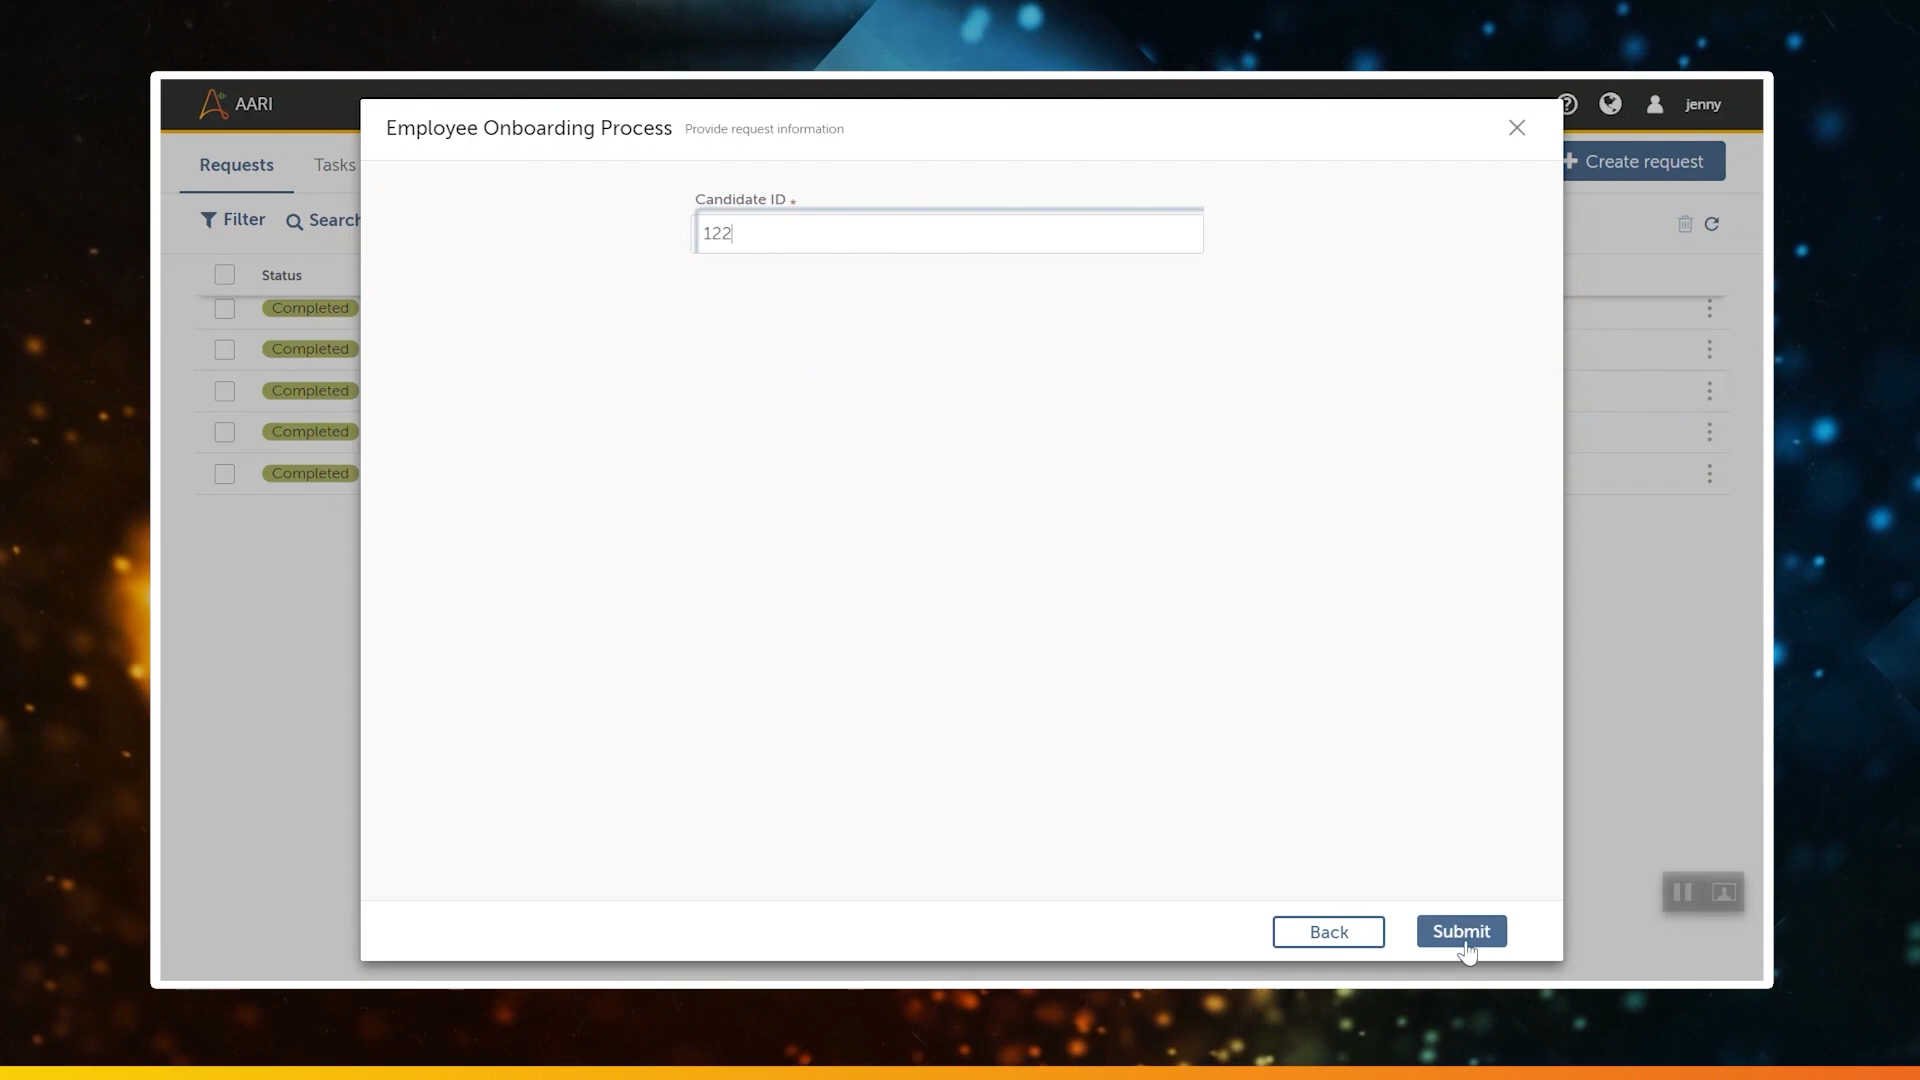 AARI
jenny
Employee Onboarding Process Provide request information
Requests Tasks
Create request
Filter Search
Candidate ID *
122
Status
Completed
Completed
Completed
Completed
Completed
Back Submit